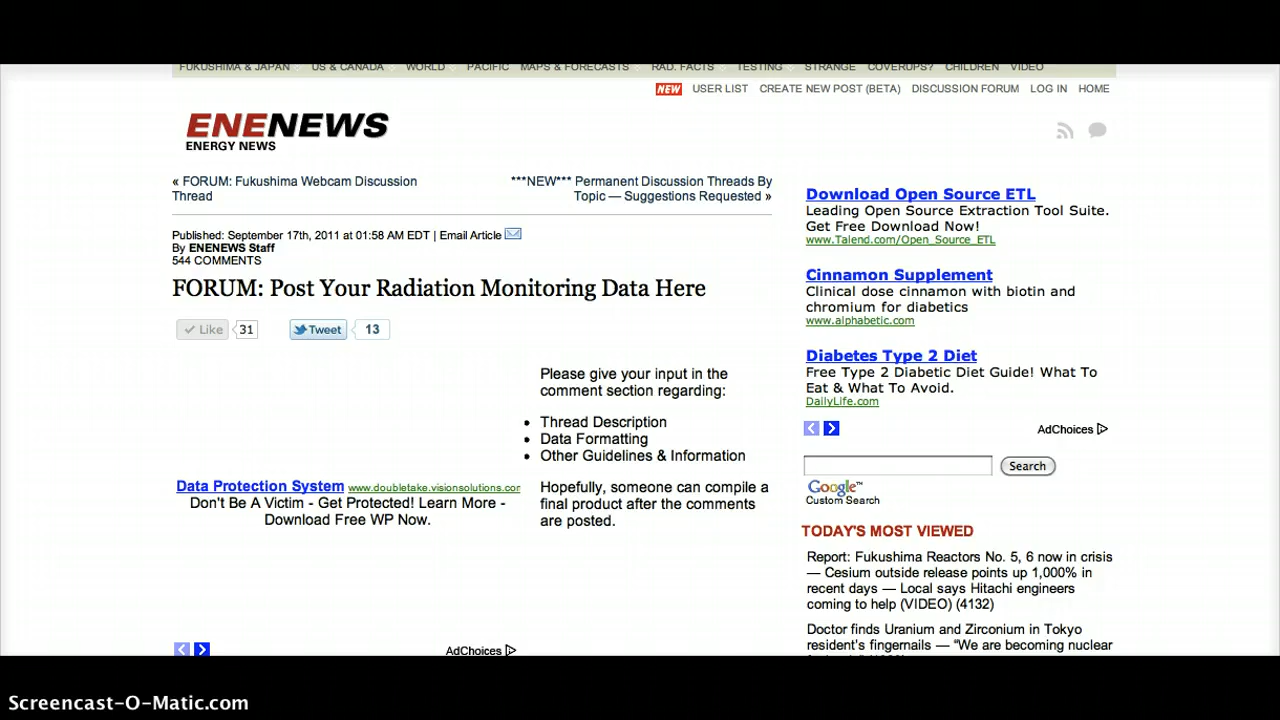 FUKUSHIMA & JAPAN US & CANADA WORLD PACIFIC MAPS & FORECASTS RAD. FACTS TESTING STRANGE COVERUPS? CHILDREN VIDEO
NEW USER LIST CREATE NEW POST (BETA) DISCUSSION FORUM LOG IN HOME
ENENEWS
ENERGY NEWS
« FORUM: Fukushima Webcam Discussion
Thread
***NEW*** Permanent Discussion Threads By
Topic — Suggestions Requested »
Published: September 17th, 2011 at 01:58 AM EDT | Email Article
By ENENEWS Staff
544 COMMENTS
FORUM: Post Your Radiation Monitoring Data Here
Like 31 Tweet 13
Please give your input in the
comment section regarding:
• Thread Description
• Data Formatting
• Other Guidelines & Information
Hopefully, someone can compile a
final product after the comments
are posted.
Data Protection System www.doubletake.visionsolutions.cor
Don't Be A Victim - Get Protected! Learn More -
Download Free WP Now.
AdChoices
Download Open Source ETL
Leading Open Source Extraction Tool Suite.
Get Free Download Now!
www.Talend.com/Open_Source_ETL
Cinnamon Supplement
Clinical dose cinnamon with biotin and
chromium for diabetics
www.alphabetic.com
Diabetes Type 2 Diet
Free Type 2 Diabetic Diet Guide! What To
Eat & What To Avoid.
DailyLife.com
AdChoices
Search
Google™
Custom Search
TODAY'S MOST VIEWED
Report: Fukushima Reactors No. 5, 6 now in crisis
— Cesium outside release points up 1,000% in
recent days — Local says Hitachi engineers
coming to help (VIDEO) (4132)
Doctor finds Uranium and Zirconium in Tokyo
resident's fingernails — “We are becoming nuclear
Screencast-O-Matic.com